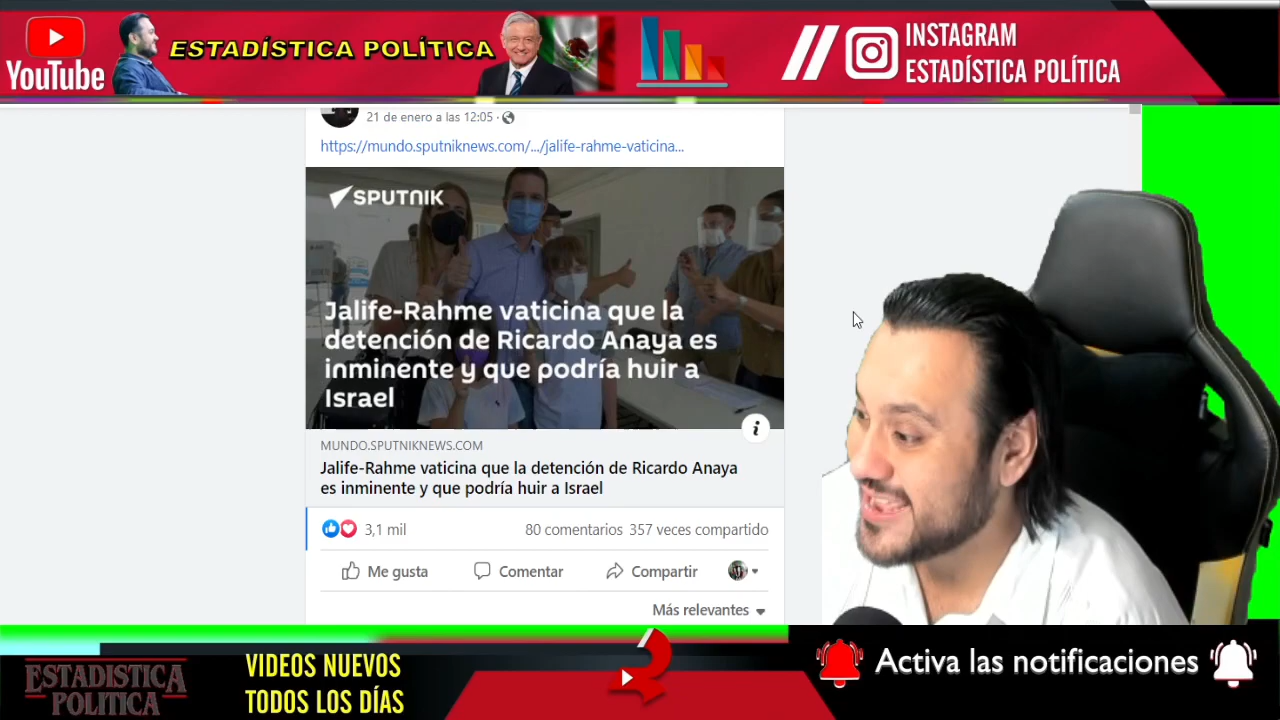 YouTube
ESTADÍSTICA POLÍTICA
INSTAGRAM
ESTADÍSTICA POLÍTICA
21 de enero a las 12:05 ·
https://mundo.sputniknews.com/.../jalife-rahme-vaticina...
SPUTNIK
Jalife-Rahme vaticina que la
detención de Ricardo Anaya es
inminente y que podría huir a
Israel
MUNDO.SPUTNIKNEWS.COM
Jalife-Rahme vaticina que la detención de Ricardo Anaya
es inminente y que podría huir a Israel
3,1 mil
80 comentarios 357 veces compartido
Me gusta
Comentar
Compartir
Más relevantes
ESTADISTICA
POLÍTICA
VIDEOS NUEVOS
TODOS LOS DÍAS
Activa las notificaciones